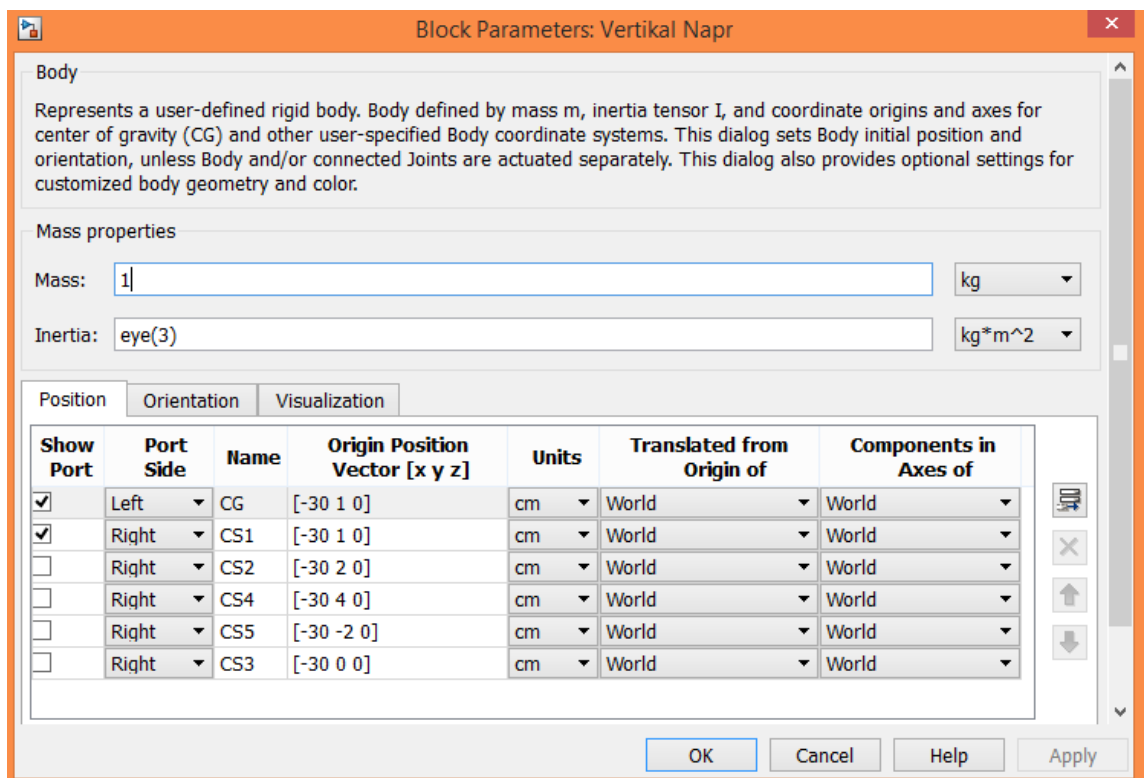 Block Parameters: Vertikal Napr
Body
Represents a user-defined rigid body. Body defined by mass m, inertia tensor I, and coordinate origins and axes for
center of gravity (CG) and other user-specified Body coordinate systems. This dialog sets Body initial position and
orientation, unless Body and/or connected Joints are actuated separately. This dialog also provides optional settings for
customized body geometry and color.
Mass properties
Mass: 1 kg
Inertia: eye(3) kg*m^2
Position Orientation Visualization
Show Port Port Side Name Origin Position Vector [x y z] Units Translated from Origin of Components in Axes of
Left CG [-30 1 0] cm World World
Right CS1 [-30 1 0] cm World World
Right CS2 [-30 2 0] cm World World
Right CS4 [-30 4 0] cm World World
Right CS5 [-30 -2 0] cm World World
Right CS3 [-30 0 0] cm World World
OK Cancel Help Apply